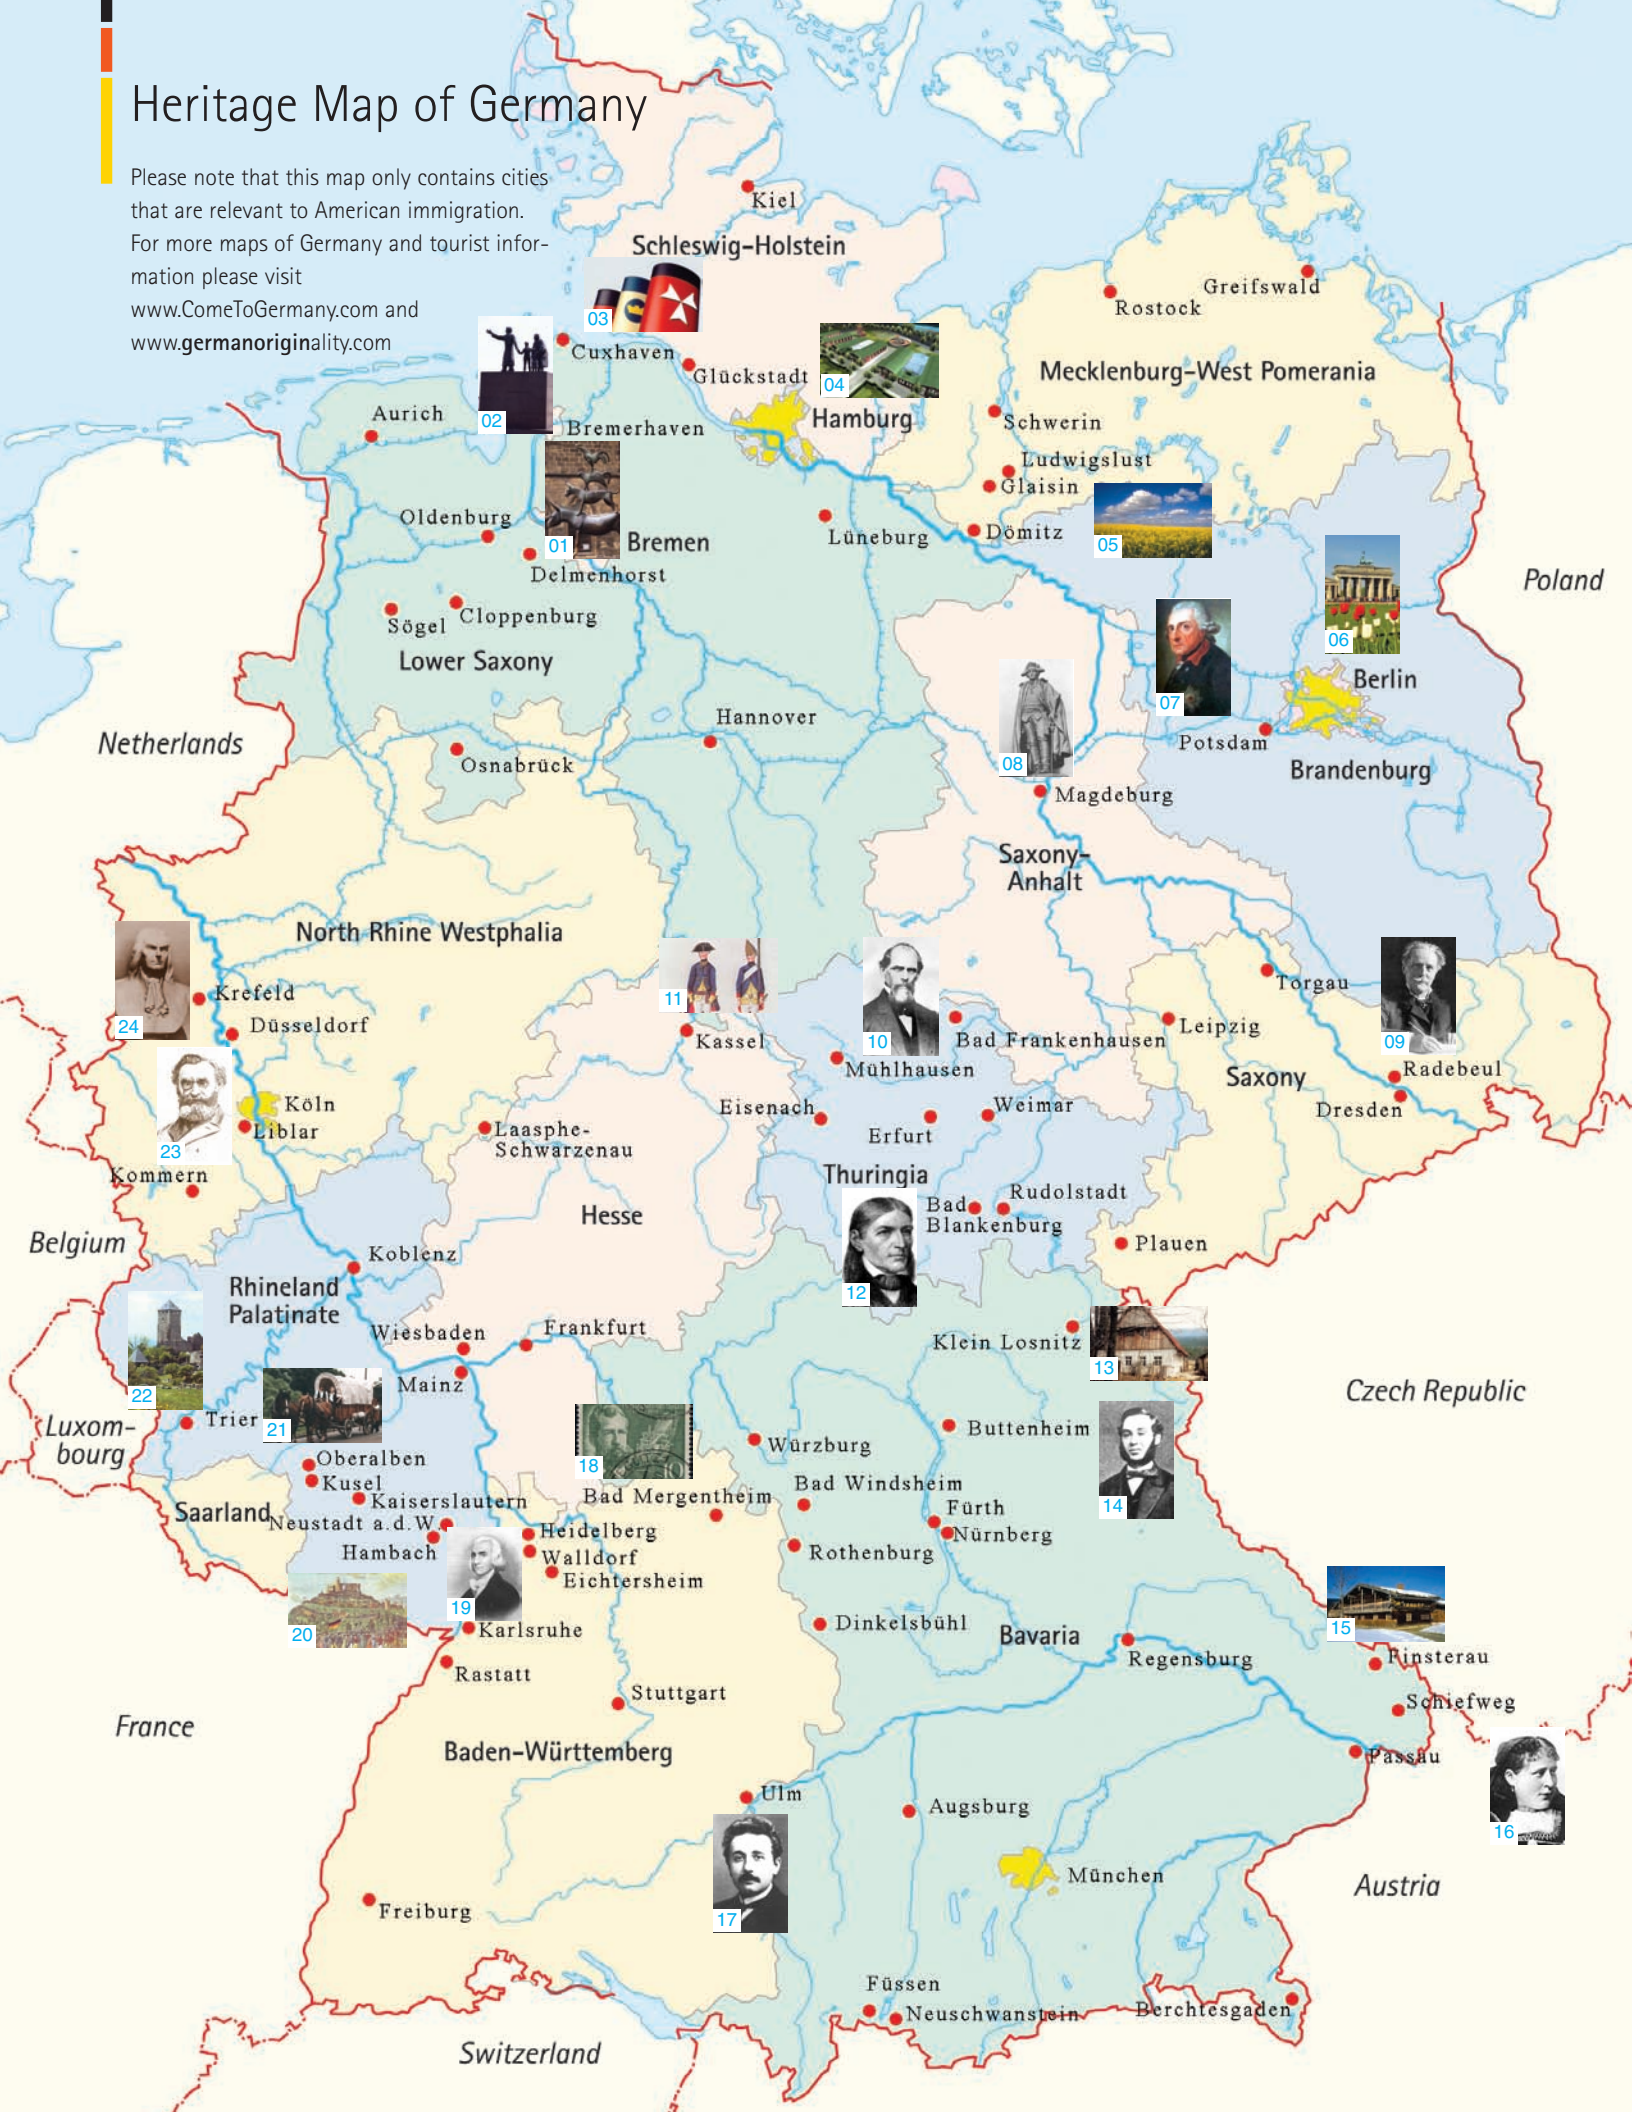 Heritage Map of Germany
Please note that this map only contains cities
that are relevant to American immigration.
For more maps of Germany and tourist infor-
mation please visit
www.ComeToGermany.com and
www.germanoriginality.com
Kiel
Schleswig-Holstein
Greifswald
Rostock
03
Cuxhaven
Glückstadt
04
Mecklenburg-West Pomerania
Aurich
02
Bremerhaven
Hamburg
Schwerin
Ludwigslust
Glaisin
Oldenburg
01
Bremen
Lüneburg
Dömitz
05
Delmenhorst
Poland
Sögel
Cloppenburg
06
Lower Saxony
Berlin
07
Hannover
Netherlands
Potsdam
Osnabrück
08
Brandenburg
Magdeburg
Saxony-
Anhalt
North Rhine Westphalia
Torgau
Krefeld
11
24
Düsseldorf
Leipzig
Kassel
10
Bad Frankenhausen
09
Mühlhausen
Radebeul
Saxony
Köln
Eisenach
Weimar
Dresden
Liblar
Laasphe-
Schwarzenau
Erfurt
23
Kommern
Thuringia
Rudolstadt
Bad
Blankenburg
Hesse
Belgium
Plauen
Koblenz
Rhineland
Palatinate
12
Wiesbaden
Frankfurt
Klein Losnitz
13
Mainz
22
Czech Republic
Luxom-
bourg
Trier
21
Buttenheim
Würzburg
Oberalben
18
Kusel
Bad Windsheim
Bad Mergentheim
Kaiserslautern
14
Fürth
Saarland
Neustadt a.d.W.
Heidelberg
Nürnberg
Hambach
Walldorf
Rothenburg
Eichtersheim
19
20
Karlsruhe
Dinkelsbühl
Bavaria
15
Regensburg
Finsterau
Rastatt
Stuttgart
Schiefweg
France
Baden-Württemberg
Passau
Ulm
Augsburg
16
München
Austria
Freiburg
17
Füssen
Neuschwanstein
Berchtesgaden
Switzerland